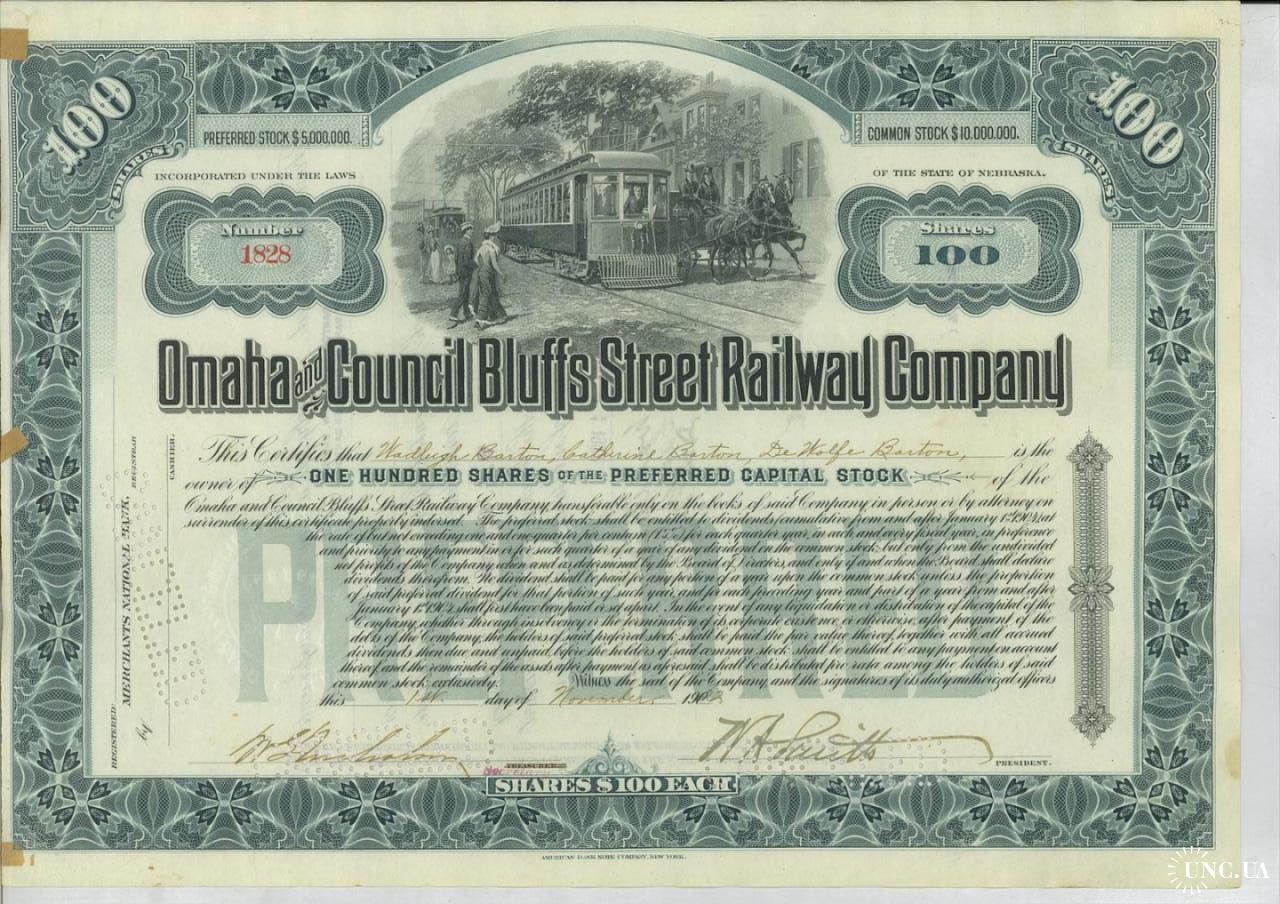 100
SHARES
100
SHARES
PREFERRED STOCK $ 5,000,000.
COMMON STOCK $ 10,000,000.
INCORPORATED UNDER THE LAWS
OF THE STATE OF NEBRASKA.
Number
1828
Shares
100
Omaha and Council Bluffs Street Railway Company
This Certifies that Wadleigh Barton, Catherine Barton, De Wolfe Barton, is the
owner of ONE HUNDRED SHARES OF THE PREFERRED CAPITAL STOCK of the
Omaha and Council Bluffs Street Railway Company, transferable only on the books of said Company in person or by attorney on
surrender of this certificate properly indorsed. The preferred stock shall be entitled to dividends (cumulative from and after January 1st 1904) at
the rate of but not exceeding one and one quarter per centum (1¼%) for each quarter year, in each and every fiscal year, in preference
and priority to any payment in or for such quarter of a year of any dividend on the common stock; but only from the undivided
net profits of the Company when and as determined by the Board of Directors, and only if and when the Board shall declare
dividends therefrom. No dividend shall be paid for any portion of a year upon the common stock unless the proportion
of said preferred dividend for that portion of such year, and for each preceding year and part of a year from and after
January 1st 1904, shall first have been paid or set apart. In the event of any liquidation or distribution of the capital of the
Company, whether through insolvency or the termination of its corporate existence, or otherwise, after payment of the
debts of the Company, the holders of said preferred stock, shall be paid the par value thereof, together with all accrued
dividends then due and unpaid, before the holders of said common stock shall be entitled to any payment on account
thereof, and the remainder of the assets after payment as aforesaid shall be distributed pro rata among the holders of said
common stock exclusively. Witness the seal of the Company, and the signatures of its duly authorized officers
this 1st day of November 1922
REGISTERED:
MERCHANTS NATIONAL BANK,
REGISTRAR
by
CASHIER.
TREASURER.
Secretary
W A Smith
PRESIDENT.
SHARES $100 EACH
AMERICAN BANK NOTE COMPANY, NEW YORK.
UNC.UA